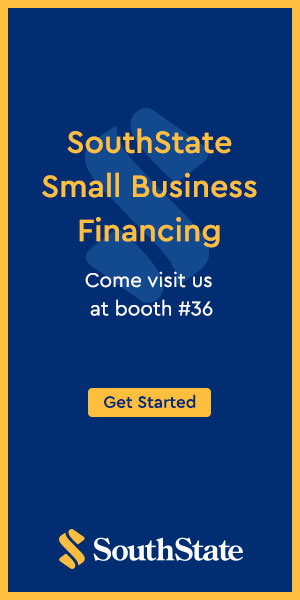 SouthState
Small Business
Financing
Come visit us
at booth #36
Get Started
SouthState